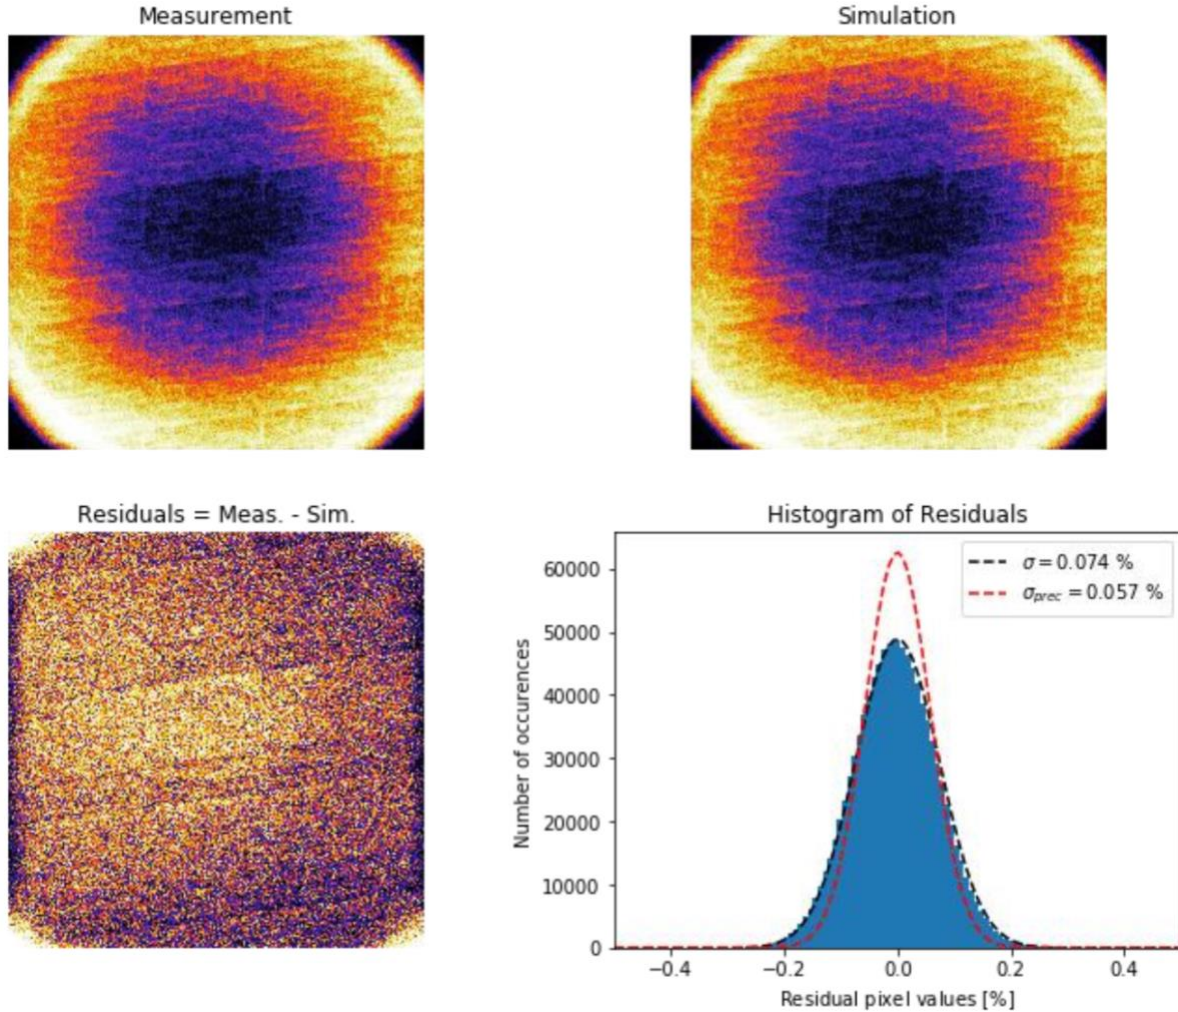 Measurement
Simulation
Residuals = Meas. - Sim.
Histogram of Residuals
σ = 0.074 %
σprec = 0.057 %
Number of occurences
60000
50000
40000
30000
20000
10000
0
−0.4
−0.2
0.0
0.2
0.4
Residual pixel values [%]